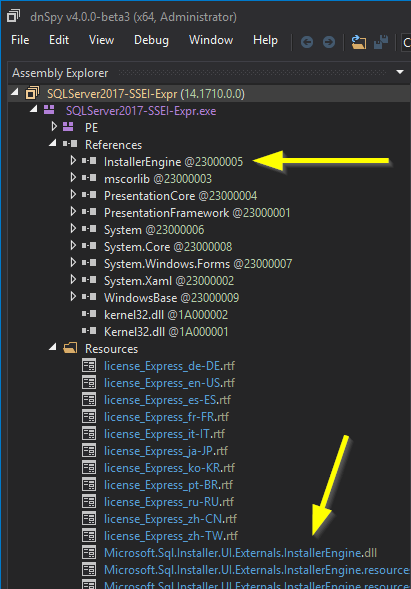 dnSpy v4.0.0-beta3 (x64, Administrator)
File Edit View Debug Window Help
Assembly Explorer
SQLServer2017-SSEI-Expr (14.1710.0.0)
SQLServer2017-SSEI-Expr.exe
PE
References
InstallerEngine @23000005
mscorlib @23000003
PresentationCore @23000004
PresentationFramework @23000001
System @23000006
System.Core @23000008
System.Windows.Forms @23000007
System.Xaml @23000002
WindowsBase @23000009
kernel32.dll @1A000002
Kernel32.dll @1A000001
Resources
license_Express_de-DE.rtf
license_Express_en-US.rtf
license_Express_es-ES.rtf
license_Express_fr-FR.rtf
license_Express_it-IT.rtf
license_Express_ja-JP.rtf
license_Express_ko-KR.rtf
license_Express_pt-BR.rtf
license_Express_ru-RU.rtf
license_Express_zh-CN.rtf
license_Express_zh-TW.rtf
Microsoft.Sql.Installer.UI.Externals.InstallerEngine.dll
Microsoft.Sql.Installer.UI.Externals.InstallerEngine.resource
Microsoft.Sql.Installer.UI.Externals.InstallerEngine.resource